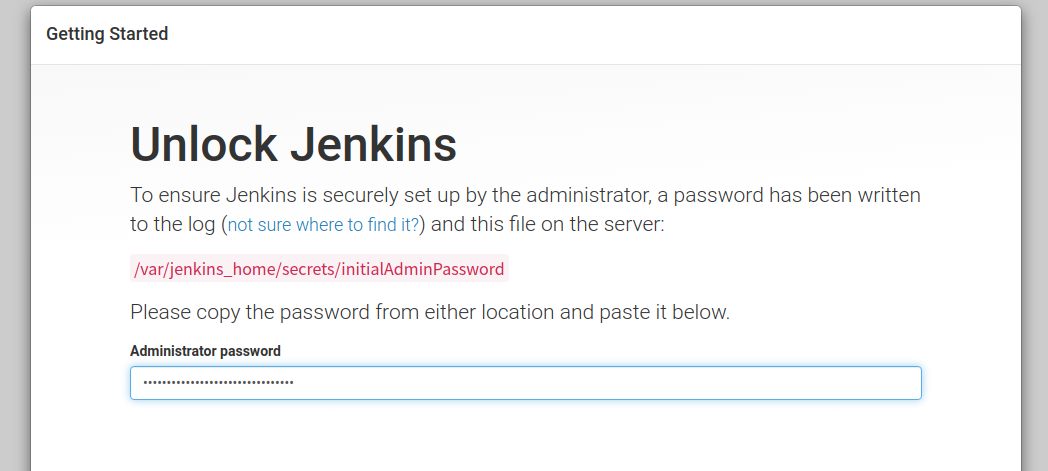 Getting Started
Unlock Jenkins
To ensure Jenkins is securely set up by the administrator, a password has been written
to the log (not sure where to find it?) and this file on the server:
/var/jenkins_home/secrets/initialAdminPassword
Please copy the password from either location and paste it below.
Administrator password
••••••••••••••••••••••••••••••••